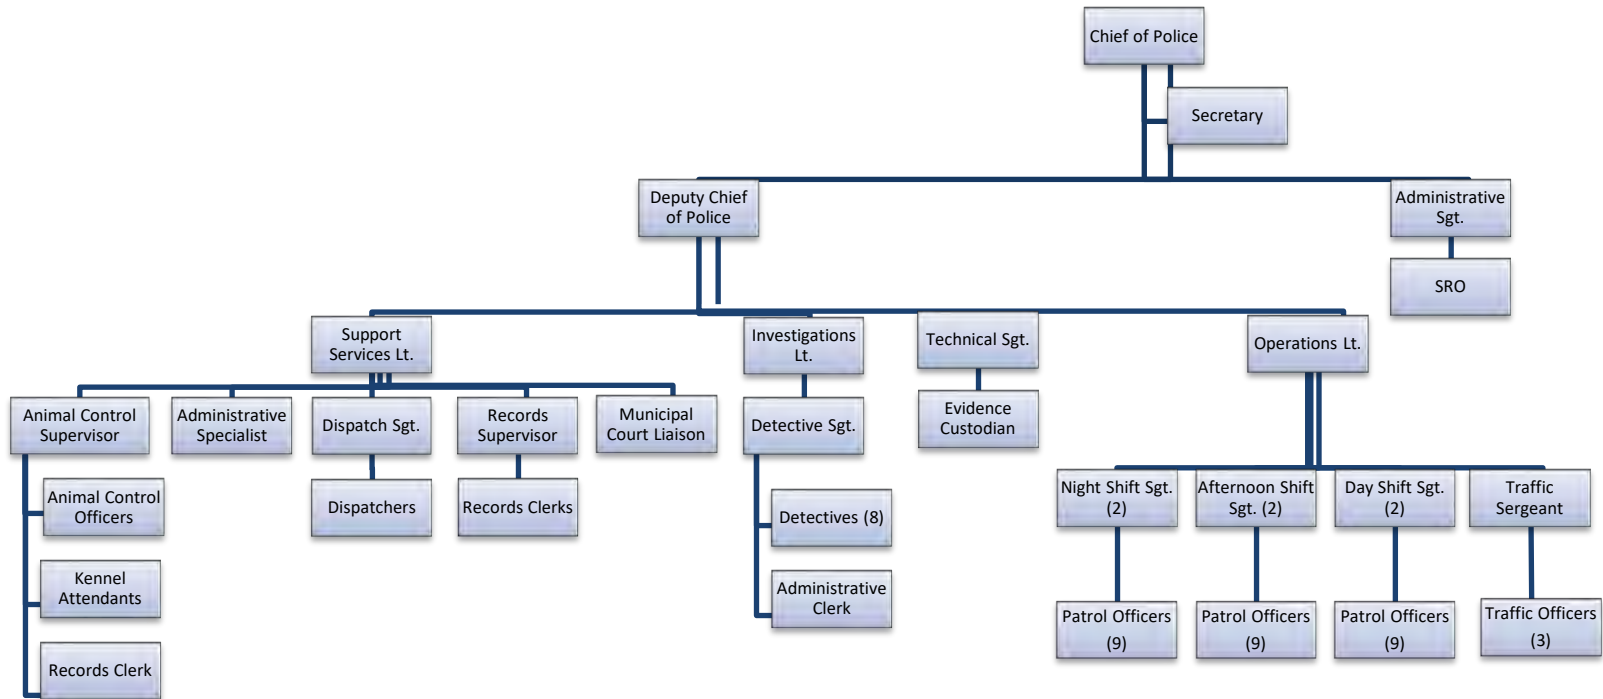 Chief of Police
Secretary
Deputy Chief
of Police
Administrative
Sgt.
SRO
Support
Services Lt.
Investigations
Lt.
Technical Sgt.
Operations Lt.
Animal Control
Supervisor
Administrative
Specialist
Dispatch Sgt.
Records
Supervisor
Municipal
Court Liaison
Detective Sgt.
Evidence
Custodian
Animal Control
Officers
Dispatchers
Records Clerks
Detectives (8)
Night Shift Sgt.
(2)
Afternoon Shift
Sgt. (2)
Day Shift Sgt.
(2)
Traffic
Sergeant
Kennel
Attendants
Administrative
Clerk
Patrol Officers
(9)
Patrol Officers
(9)
Patrol Officers
(9)
Traffic Officers
(3)
Records Clerk